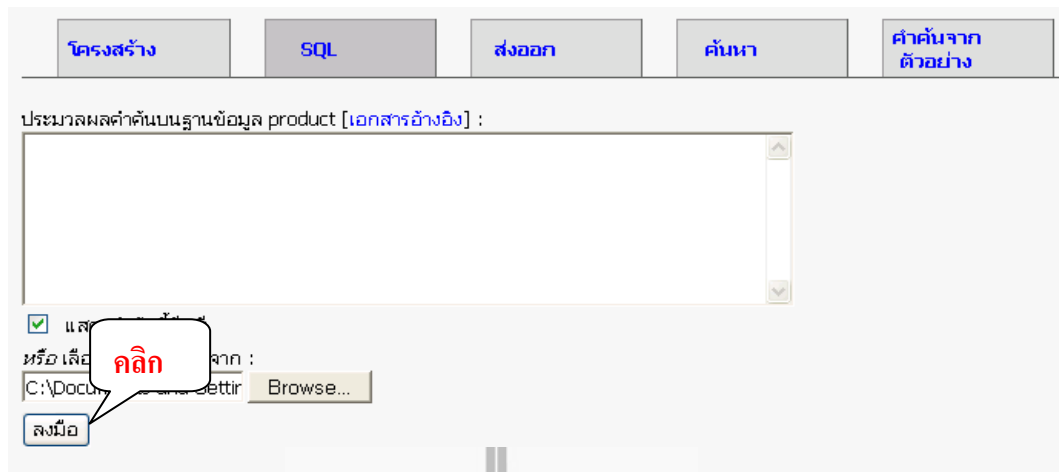 โครงสร้าง SQL ส่งออก ค้นหา คำค้นจาก
ตัวอย่าง
ประมวลผลคำค้นบนฐานข้อมูล product [เอกสารอ้างอิง] :
หรือ จาก :
คลิก
C:\Docum Browse...
ลงมือ